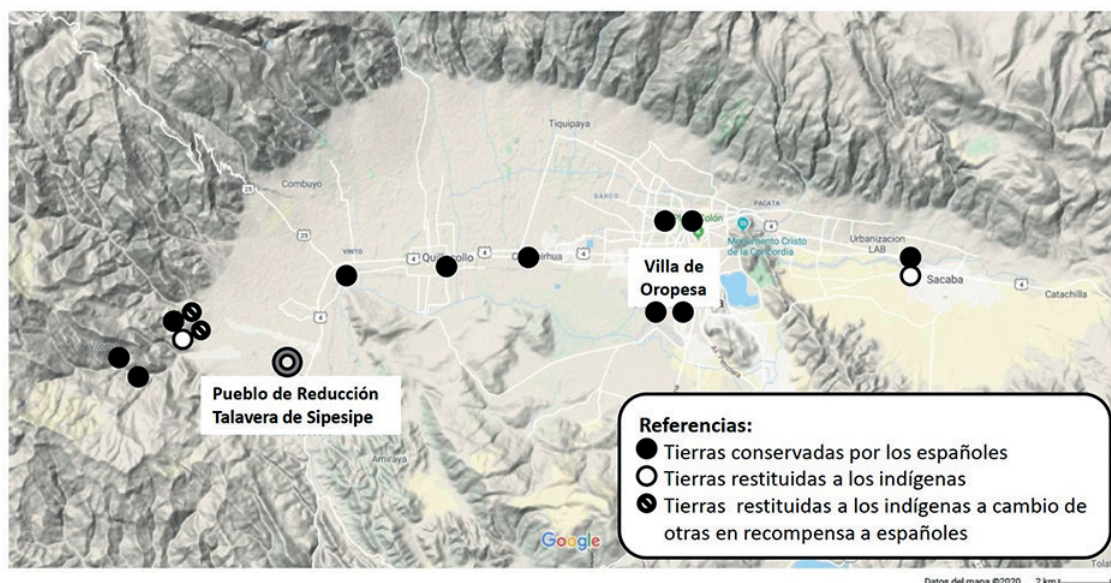 Tiquipaya
25
Combuyo
SARCO
Colón
PACATA
25
Monumento Cristo
de la Concordia
4
Urbanizacion
LAB
VINTO
4
Quillacollo
4
4
Sacaba
4
Catachilla
Villa de
Oropesa
4
Pueblo de Reducción
Talavera de Sipesipe
Amiraya
Referencias:
Tierras conservadas por los españoles
Tierras restituidas a los indígenas
Tierras restituidas a los indígenas a cambio de
otras en recompensa a españoles
Google
Datos del mapa ©2020 2 km